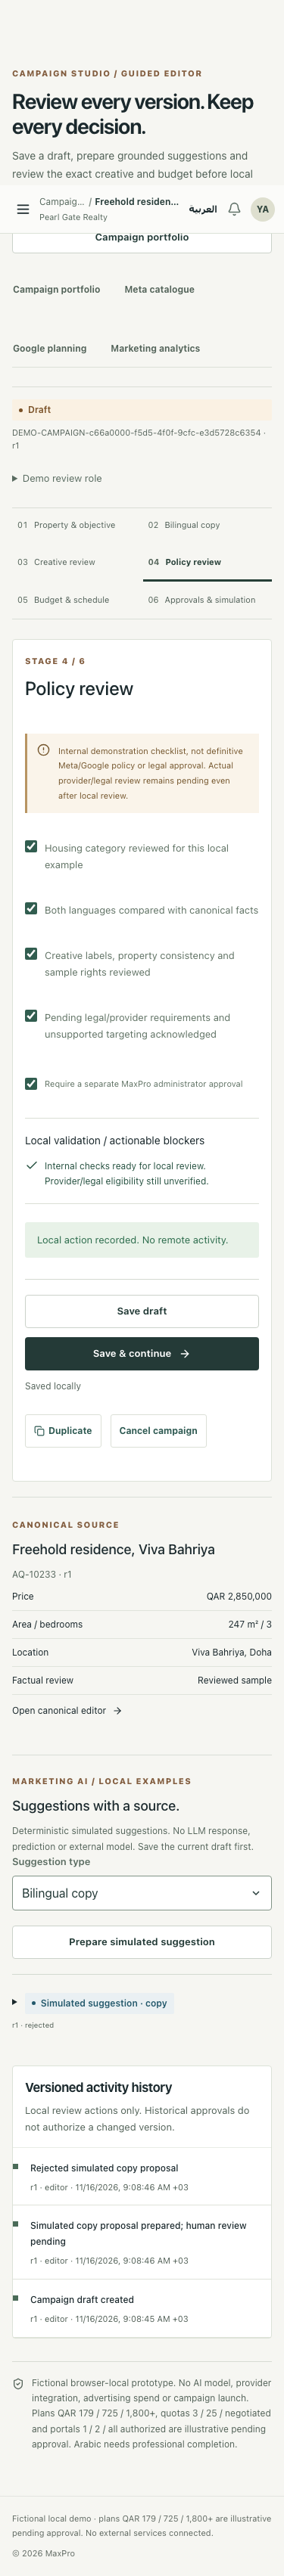 CAMPAIGN STUDIO / GUIDED EDITOR
Review every version. Keep
every decision.
Save a draft, prepare grounded suggestions and
review the exact creative and budget before local
Campaig... / Freehold residen...
Pearl Gate Realty
العربية
YA
Campaign portfolio
Campaign portfolio
Meta catalogue
Google planning
Marketing analytics
Draft
DEMO-CAMPAIGN-c66a0000-f5d5-4f0f-9cfc-e3d5728c6354 ·
r1
Demo review role
01 Property & objective
02 Bilingual copy
03 Creative review
04 Policy review
05 Budget & schedule
06 Approvals & simulation
STAGE 4 / 6
Policy review
Internal demonstration checklist, not definitive
Meta/Google policy or legal approval. Actual
provider/legal review remains pending even
after local review.
Housing category reviewed for this local
example
Both languages compared with canonical facts
Creative labels, property consistency and
sample rights reviewed
Pending legal/provider requirements and
unsupported targeting acknowledged
Require a separate MaxPro administrator approval
Local validation / actionable blockers
Internal checks ready for local review.
Provider/legal eligibility still unverified.
Local action recorded. No remote activity.
Save draft
Save & continue
Saved locally
Duplicate
Cancel campaign
CANONICAL SOURCE
Freehold residence, Viva Bahriya
AQ-10233 · r1
Price QAR 2,850,000
Area / bedrooms 247 m² / 3
Location Viva Bahriya, Doha
Factual review Reviewed sample
Open canonical editor
MARKETING AI / LOCAL EXAMPLES
Suggestions with a source.
Deterministic simulated suggestions. No LLM response,
prediction or external model. Save the current draft first.
Suggestion type
Bilingual copy
Prepare simulated suggestion
Simulated suggestion · copy
r1 · rejected
Versioned activity history
Local review actions only. Historical approvals do
not authorize a changed version.
Rejected simulated copy proposal
r1 · editor · 11/16/2026, 9:08:46 AM +03
Simulated copy proposal prepared; human review
pending
r1 · editor · 11/16/2026, 9:08:46 AM +03
Campaign draft created
r1 · editor · 11/16/2026, 9:08:45 AM +03
Fictional browser-local prototype. No AI model, provider
integration, advertising spend or campaign launch.
Plans QAR 179 / 725 / 1,800+, quotas 3 / 25 / negotiated
and portals 1 / 2 / all authorized are illustrative pending
approval. Arabic needs professional completion.
Fictional local demo · plans QAR 179 / 725 / 1,800+ are illustrative
pending approval. No external services connected.
© 2026 MaxPro